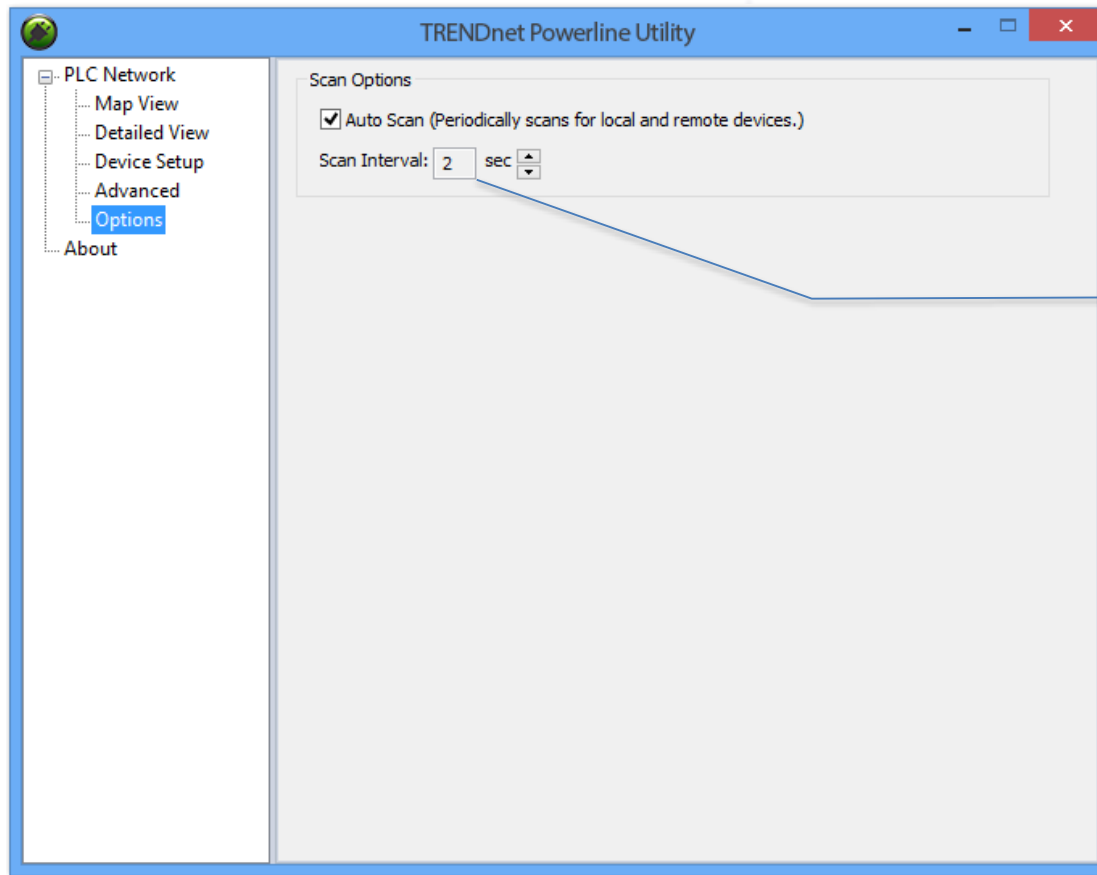 TRENDnet Powerline Utility
PLC Network
Map View
Detailed View
Device Setup
Advanced
Options
About
Scan Options
Auto Scan (Periodically scans for local and remote devices.)
Scan Interval: 2 sec